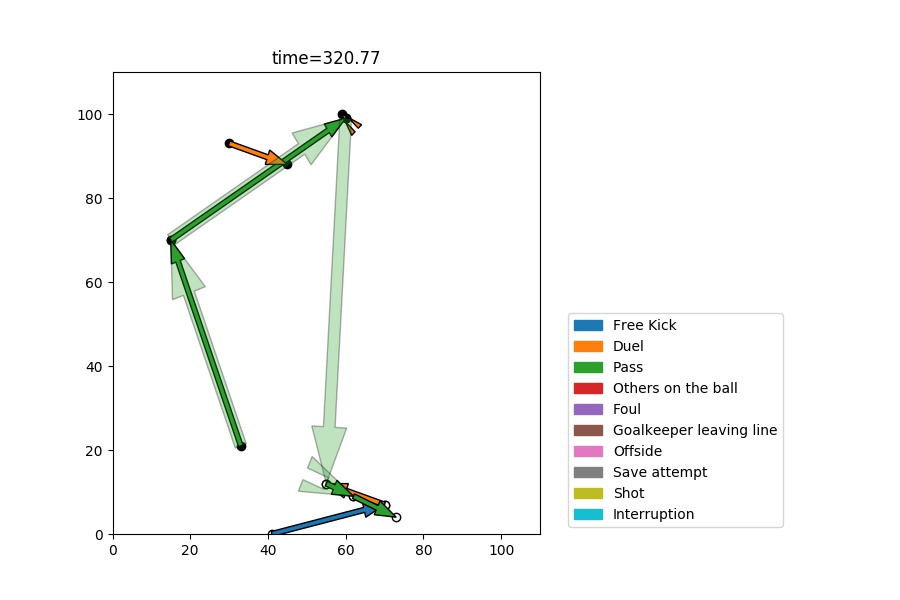 time=320.77
100
80
60
40
20
0
0
20
40
60
80
100
Free Kick
Duel
Pass
Others on the ball
Foul
Goalkeeper leaving line
Offside
Save attempt
Shot
Interruption